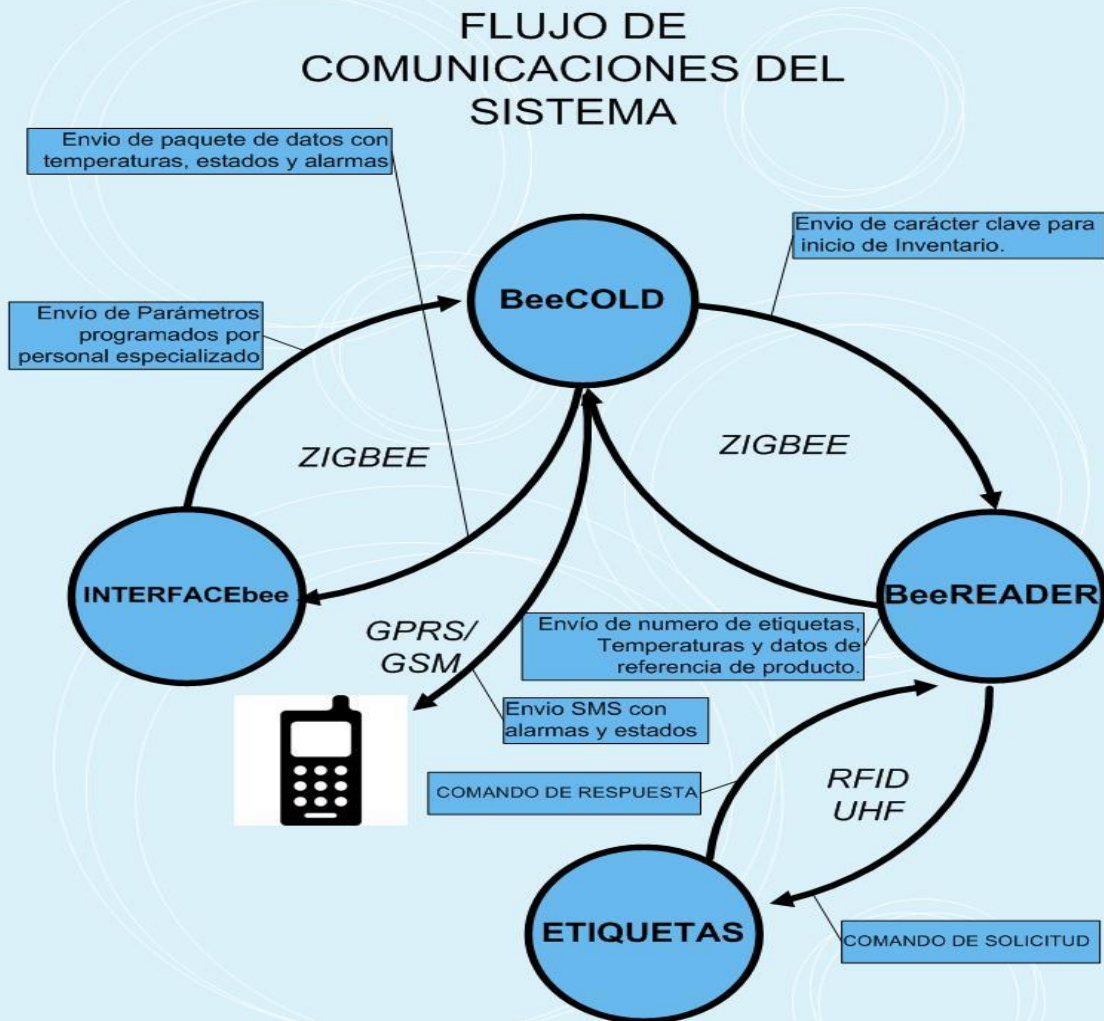 FLUJO DE
COMUNICACIONES DEL
SISTEMA
Envio de paquete de datos con
temperaturas, estados y alarmas
Envio de carácter clave para
inicio de Inventario.
BeeCOLD
Envío de Parámetros
programados por
personal especializado
ZIGBEE
ZIGBEE
INTERFACEbee
BeeREADER
GPRS/
GSM
Envío de numero de etiquetas,
Temperaturas y datos de
referencia de producto.
Envio SMS con
alarmas y estados
COMANDO DE RESPUESTA
RFID
UHF
ETIQUETAS
COMANDO DE SOLICITUD